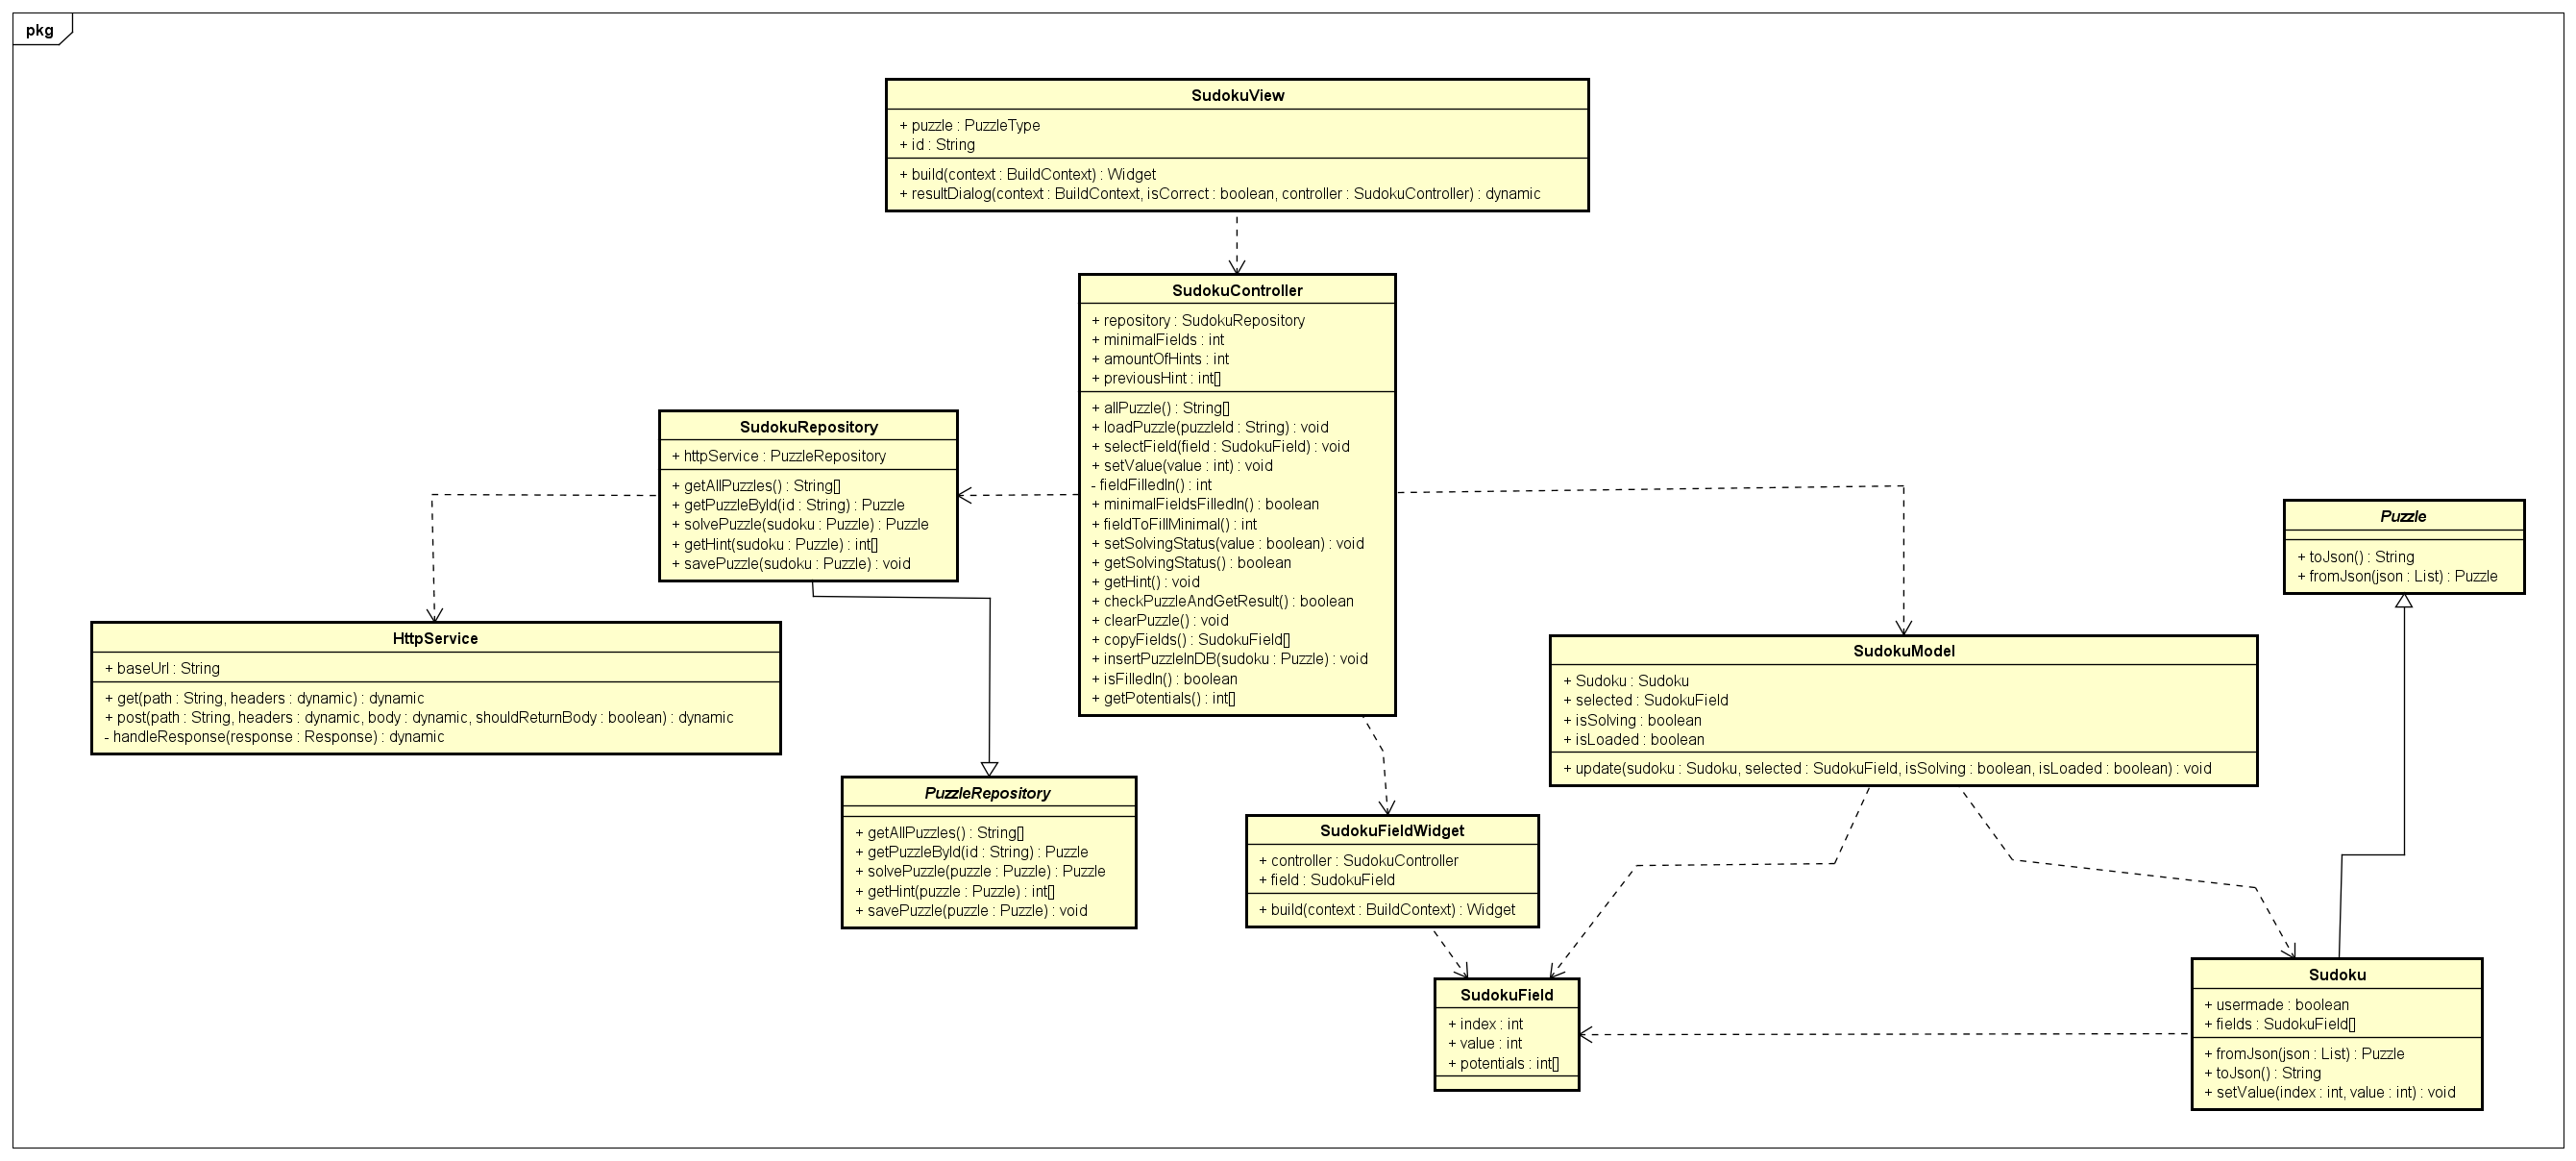 pkg
SudokuView
+ puzzle : PuzzleType
+ id : String
+ build(context : BuildContext) : Widget
+ resultDialog(context : BuildContext, isCorrect : boolean, controller : SudokuController) : dynamic
SudokuController
+ repository : SudokuRepository
+ minimalFields : int
+ amountOfHints : int
+ previousHint : int[]
+ allPuzzle() : String[]
+ loadPuzzle(puzzleId : String) : void
+ selectField(field : SudokuField) : void
+ setValue(value : int) : void
- fieldFilledIn() : int
+ minimalFieldsFilledIn() : boolean
+ fieldToFillMinimal() : int
+ setSolvingStatus(value : boolean) : void
+ getSolvingStatus() : boolean
+ getHint() : void
+ checkPuzzleAndGetResult() : boolean
+ clearPuzzle() : void
+ copyFields() : SudokuField[]
+ insertPuzzleInDB(sudoku : Puzzle) : void
+ isFilledIn() : boolean
+ getPotentials() : int[]
SudokuRepository
+ httpService : PuzzleRepository
+ getAllPuzzles() : String[]
+ getPuzzleById(id : String) : Puzzle
+ solvePuzzle(sudoku : Puzzle) : Puzzle
+ getHint(sudoku : Puzzle) : int[]
+ savePuzzle(sudoku : Puzzle) : void
Puzzle
+ toJson() : String
+ fromJson(json : List) : Puzzle
HttpService
+ baseUrl : String
+ get(path : String, headers : dynamic) : dynamic
+ post(path : String, headers : dynamic, body : dynamic, shouldReturnBody : boolean) : dynamic
- handleResponse(response : Response) : dynamic
SudokuModel
+ Sudoku : Sudoku
+ selected : SudokuField
+ isSolving : boolean
+ isLoaded : boolean
+ update(sudoku : Sudoku, selected : SudokuField, isSolving : boolean, isLoaded : boolean) : void
PuzzleRepository
+ getAllPuzzles() : String[]
+ getPuzzleById(id : String) : Puzzle
+ solvePuzzle(puzzle : Puzzle) : Puzzle
+ getHint(puzzle : Puzzle) : int[]
+ savePuzzle(puzzle : Puzzle) : void
SudokuFieldWidget
+ controller : SudokuController
+ field : SudokuField
+ build(context : BuildContext) : Widget
SudokuField
+ index : int
+ value : int
+ potentials : int[]
Sudoku
+ usermade : boolean
+ fields : SudokuField[]
+ fromJson(json : List) : Puzzle
+ toJson() : String
+ setValue(index : int, value : int) : void